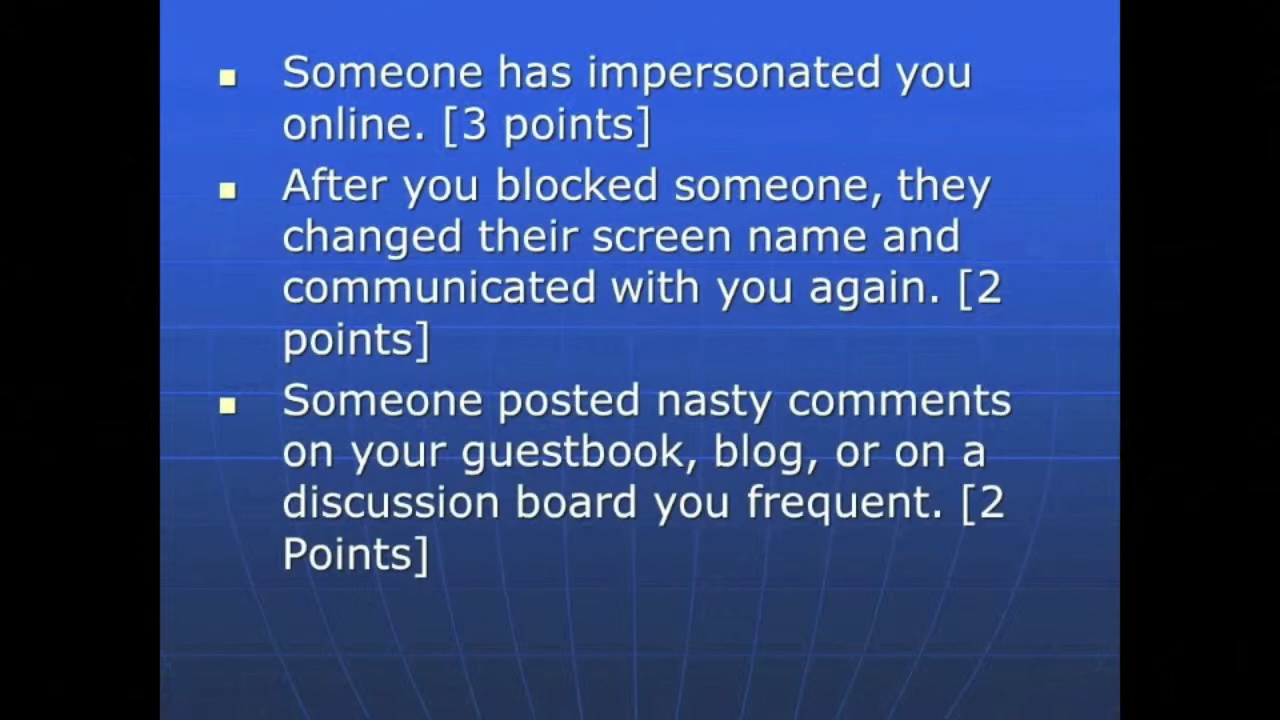 Someone has impersonated you
online. [3 points]
After you blocked someone, they
changed their screen name and
communicated with you again. [2
points]
Someone posted nasty comments
on your guestbook, blog, or on a
discussion board you frequent. [2
Points]